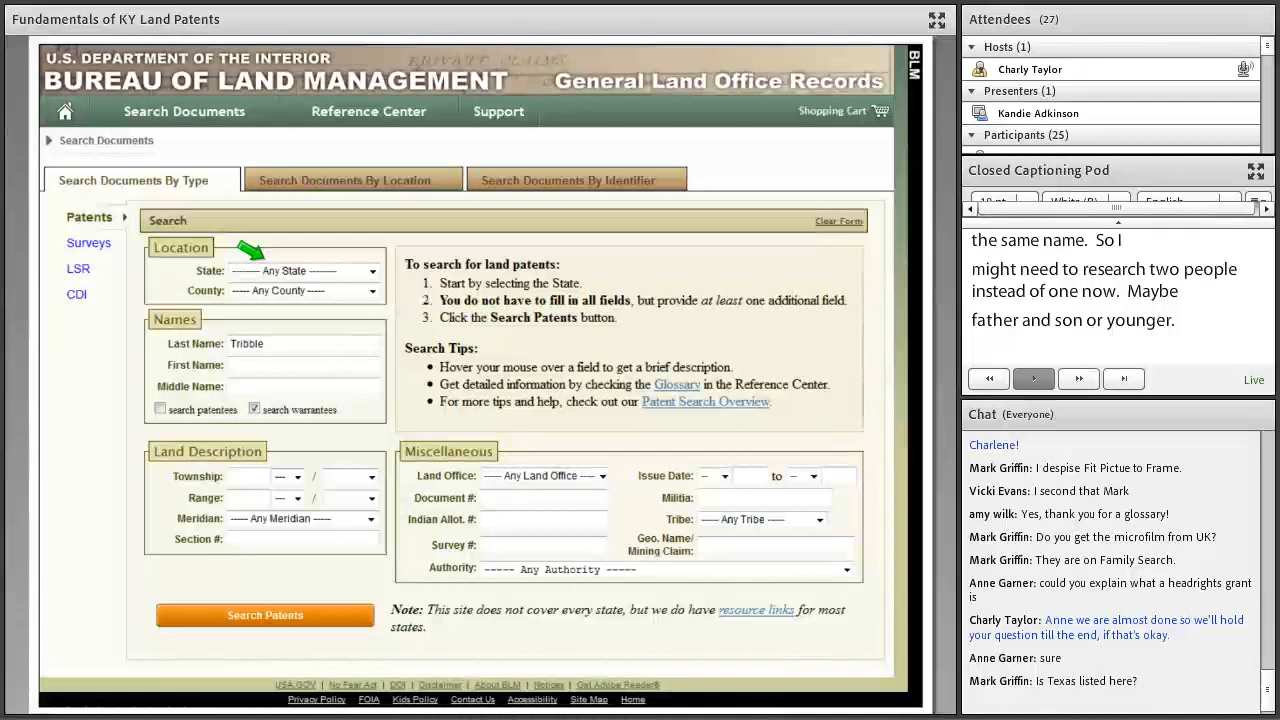 Fundamentals of KY Land Patents
U.S. DEPARTMENT OF THE INTERIOR
BUREAU OF LAND MANAGEMENT
General Land Office Records
BLM
Search Documents
Reference Center
Support
Shopping Cart
Search Documents
Search Documents By Type
Search Documents By Location
Search Documents By Identifier
Patents
Surveys
LSR
CDI
Search
Clear Form
Location
State: --------- Any State --------
County: ----- Any County -----
Names
Last Name: Tribble
First Name:
Middle Name:
search patentees
search warrantees
To search for land patents:
1. Start by selecting the State.
2. You do not have to fill in all fields, but provide at least one additional field.
3. Click the Search Patents button.
Search Tips:
• Hover your mouse over a field to get a brief description.
• Get detailed information by checking the Glossary in the Reference Center.
• For more tips and help, check out our Patent Search Overview.
Land Description
Township: --- /
Range: --- /
Meridian: ---- Any Meridian -----
Section #:
Miscellaneous
Land Office: ---- Any Land Office ----
Document #:
Indian Allot. #:
Survey #:
Authority: ----- Any Authority -----
Issue Date: -- to --
Militia:
Tribe: ---- Any Tribe -----
Geo. Name/
Mining Claim:
Search Patents
Note: This site does not cover every state, but we do have resource links for most
states.
USA.GOV | No Fear Act | DOI | Disclaimer | About BLM | Notices | Get Adobe Reader®
Privacy Policy FOIA Kids Policy Contact Us Accessibility Site Map Home
Attendees (27)
Hosts (1)
Charly Taylor
Presenters (1)
Kandie Adkinson
Participants (25)
Closed Captioning Pod
the same name. So I
might need to research two people
instead of one now. Maybe
father and son or younger.
Live
Chat (Everyone)
Charlene!
Mark Griffin: I despise Fit Pictue to Frame.
Vicki Evans: I second that Mark
amy wilk: Yes, thank you for a glossary!
Mark Griffin: Do you get the microfilm from UK?
Mark Griffin: They are on Family Search.
Anne Garner: could you explain what a headrights grant
is
Charly Taylor: Anne we are almost done so we'll hold
your question till the end, if that's okay.
Anne Garner: sure
Mark Griffin: Is Texas listed here?